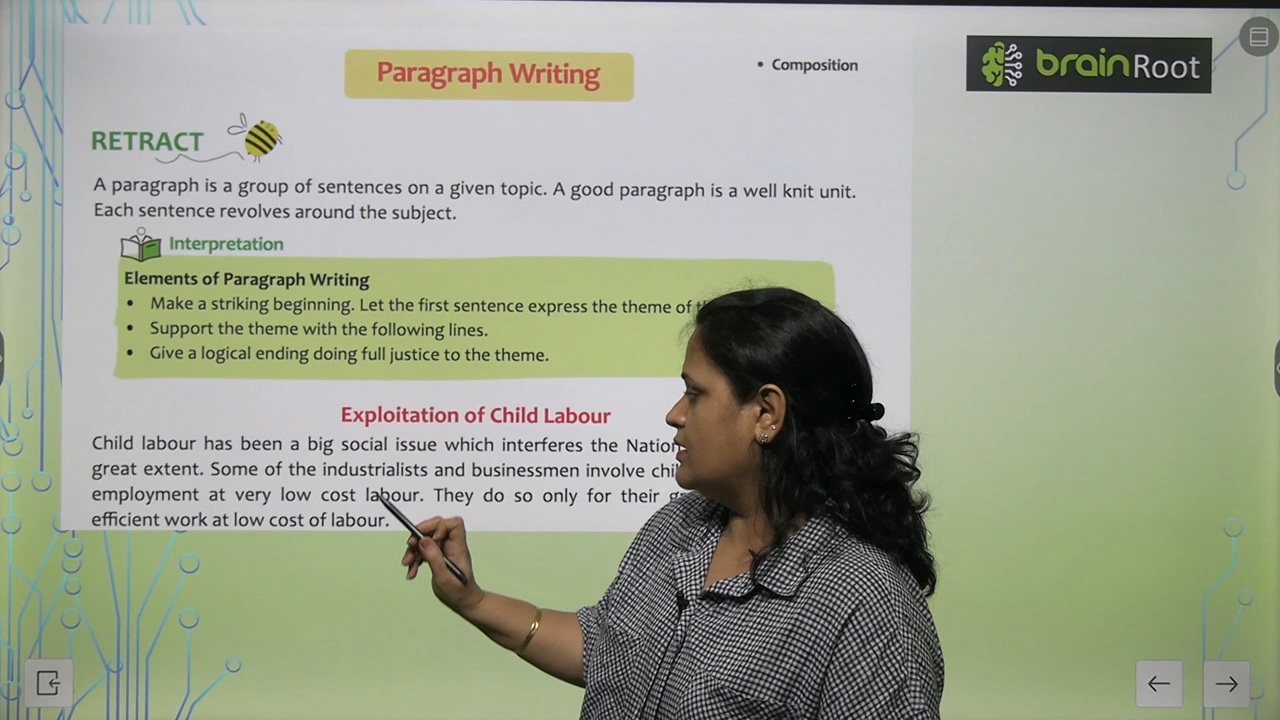 Paragraph Writing
• Composition
brainRoot
RETRACT
A paragraph is a group of sentences on a given topic. A good paragraph is a well knit unit.
Each sentence revolves around the subject.
Interpretation
Elements of Paragraph Writing
• Make a striking beginning. Let the first sentence express the theme of
• Support the theme with the following lines.
• Give a logical ending doing full justice to the theme.
Exploitation of Child Labour
Child labour has been a big social issue which interferes the
great extent. Some of the industrialists and businessmen involve
employment at very low cost labour. They do so only for their
efficient work at low cost of labour.